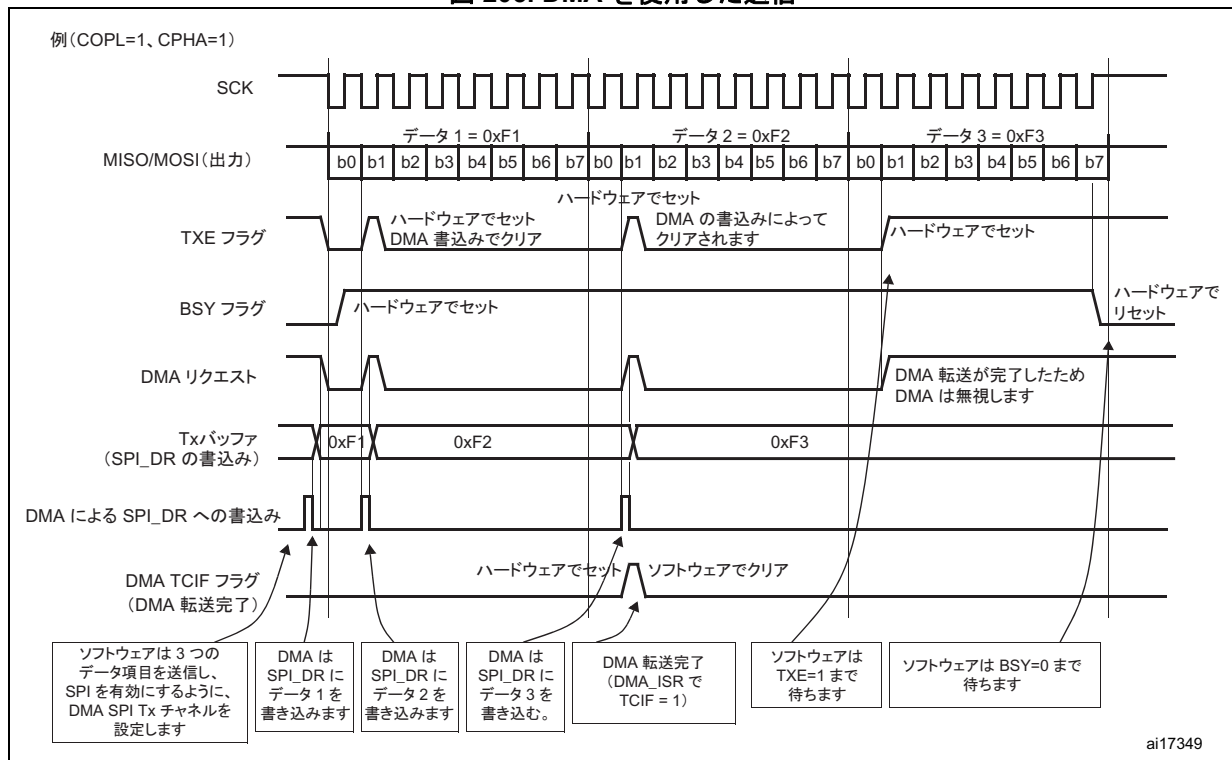 例(COPL=1、CPHA=1)
SCK
データ 1 = 0xF1
データ 2 = 0xF2
データ 3 = 0xF3
MISO/MOSI(出力)
b0 b1 b2 b3 b4 b5 b6 b7 b0 b1 b2 b3 b4 b5 b6 b7 b0 b1 b2 b3 b4 b5 b6 b7
ハードウェアでセット
TXE フラグ
ハードウェアでセット
DMA 書込みでクリア
DMA の書込みによって
クリアされます
ハードウェアでセット
BSY フラグ
ハードウェアでセット
ハードウェアで
リセット
DMA リクエスト
DMA 転送が完了したため
DMA は無視します
Txバッファ
(SPI_DR の書込み)
0xF1
0xF2
0xF3
DMA による SPI_DR への書込み
DMA TCIF フラグ
(DMA 転送完了)
ハードウェアでセット
ソフトウェアでクリア
ソフトウェアは 3 つの
データ項目を送信し、
SPI を有効にするように、
DMA SPI Tx チャネルを
設定します
DMA は
SPI_DR に
データ 1 を
書き込みます
DMA は
SPI_DR に
データ 2 を
書き込みます
DMA は
SPI_DR に
データ 3 を
書き込む。
DMA 転送完了
(DMA_ISR で
TCIF = 1)
ソフトウェアは
TXE=1 まで
待ちます
ソフトウェアは BSY=0 まで
待ちます
ai17349